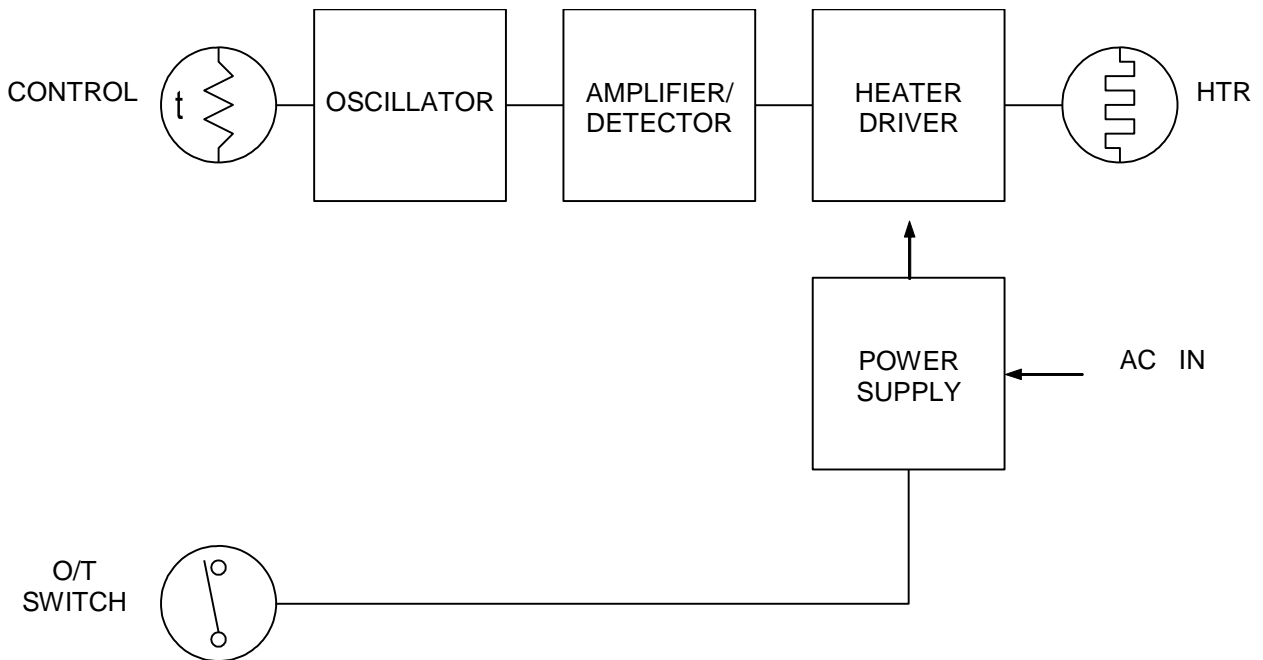 CONTROL
t
OSCILLATOR
AMPLIFIER/
DETECTOR
HEATER
DRIVER
HTR
POWER
SUPPLY
AC IN
O/T
SWITCH